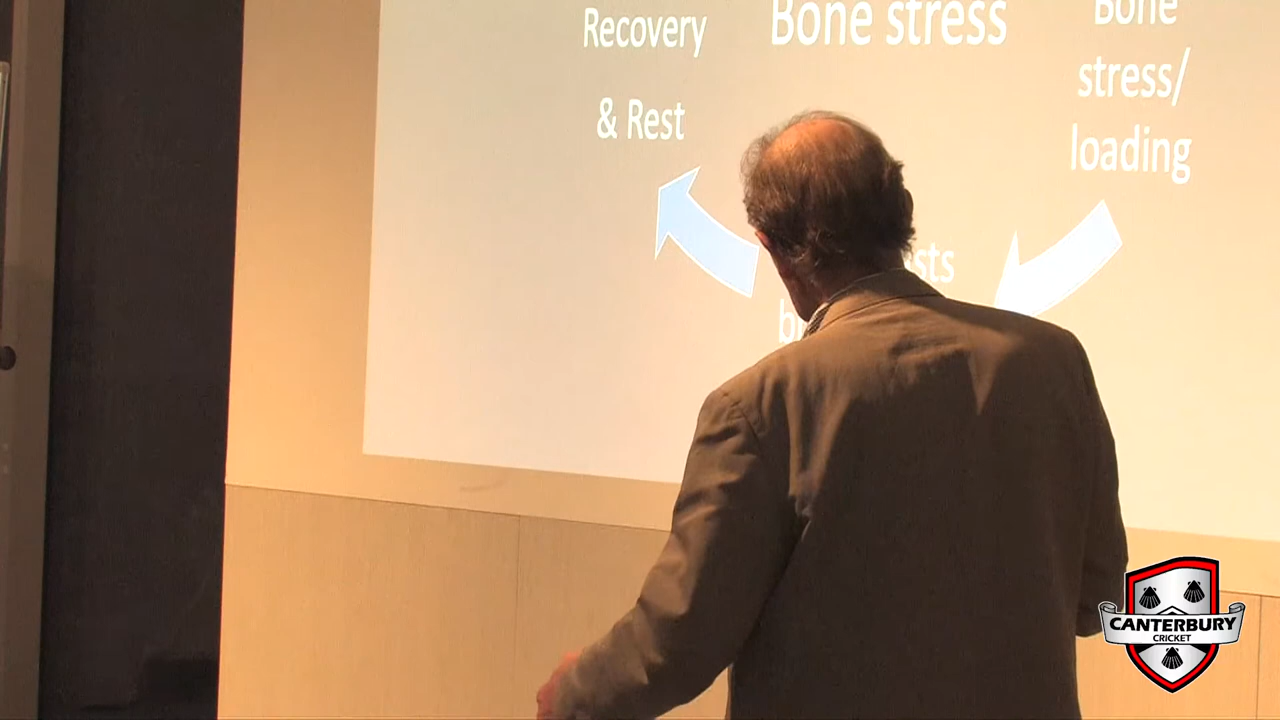 Recovery
& Rest
Bone stress
Bone
stress/
loading
CANTERBURY
CRICKET